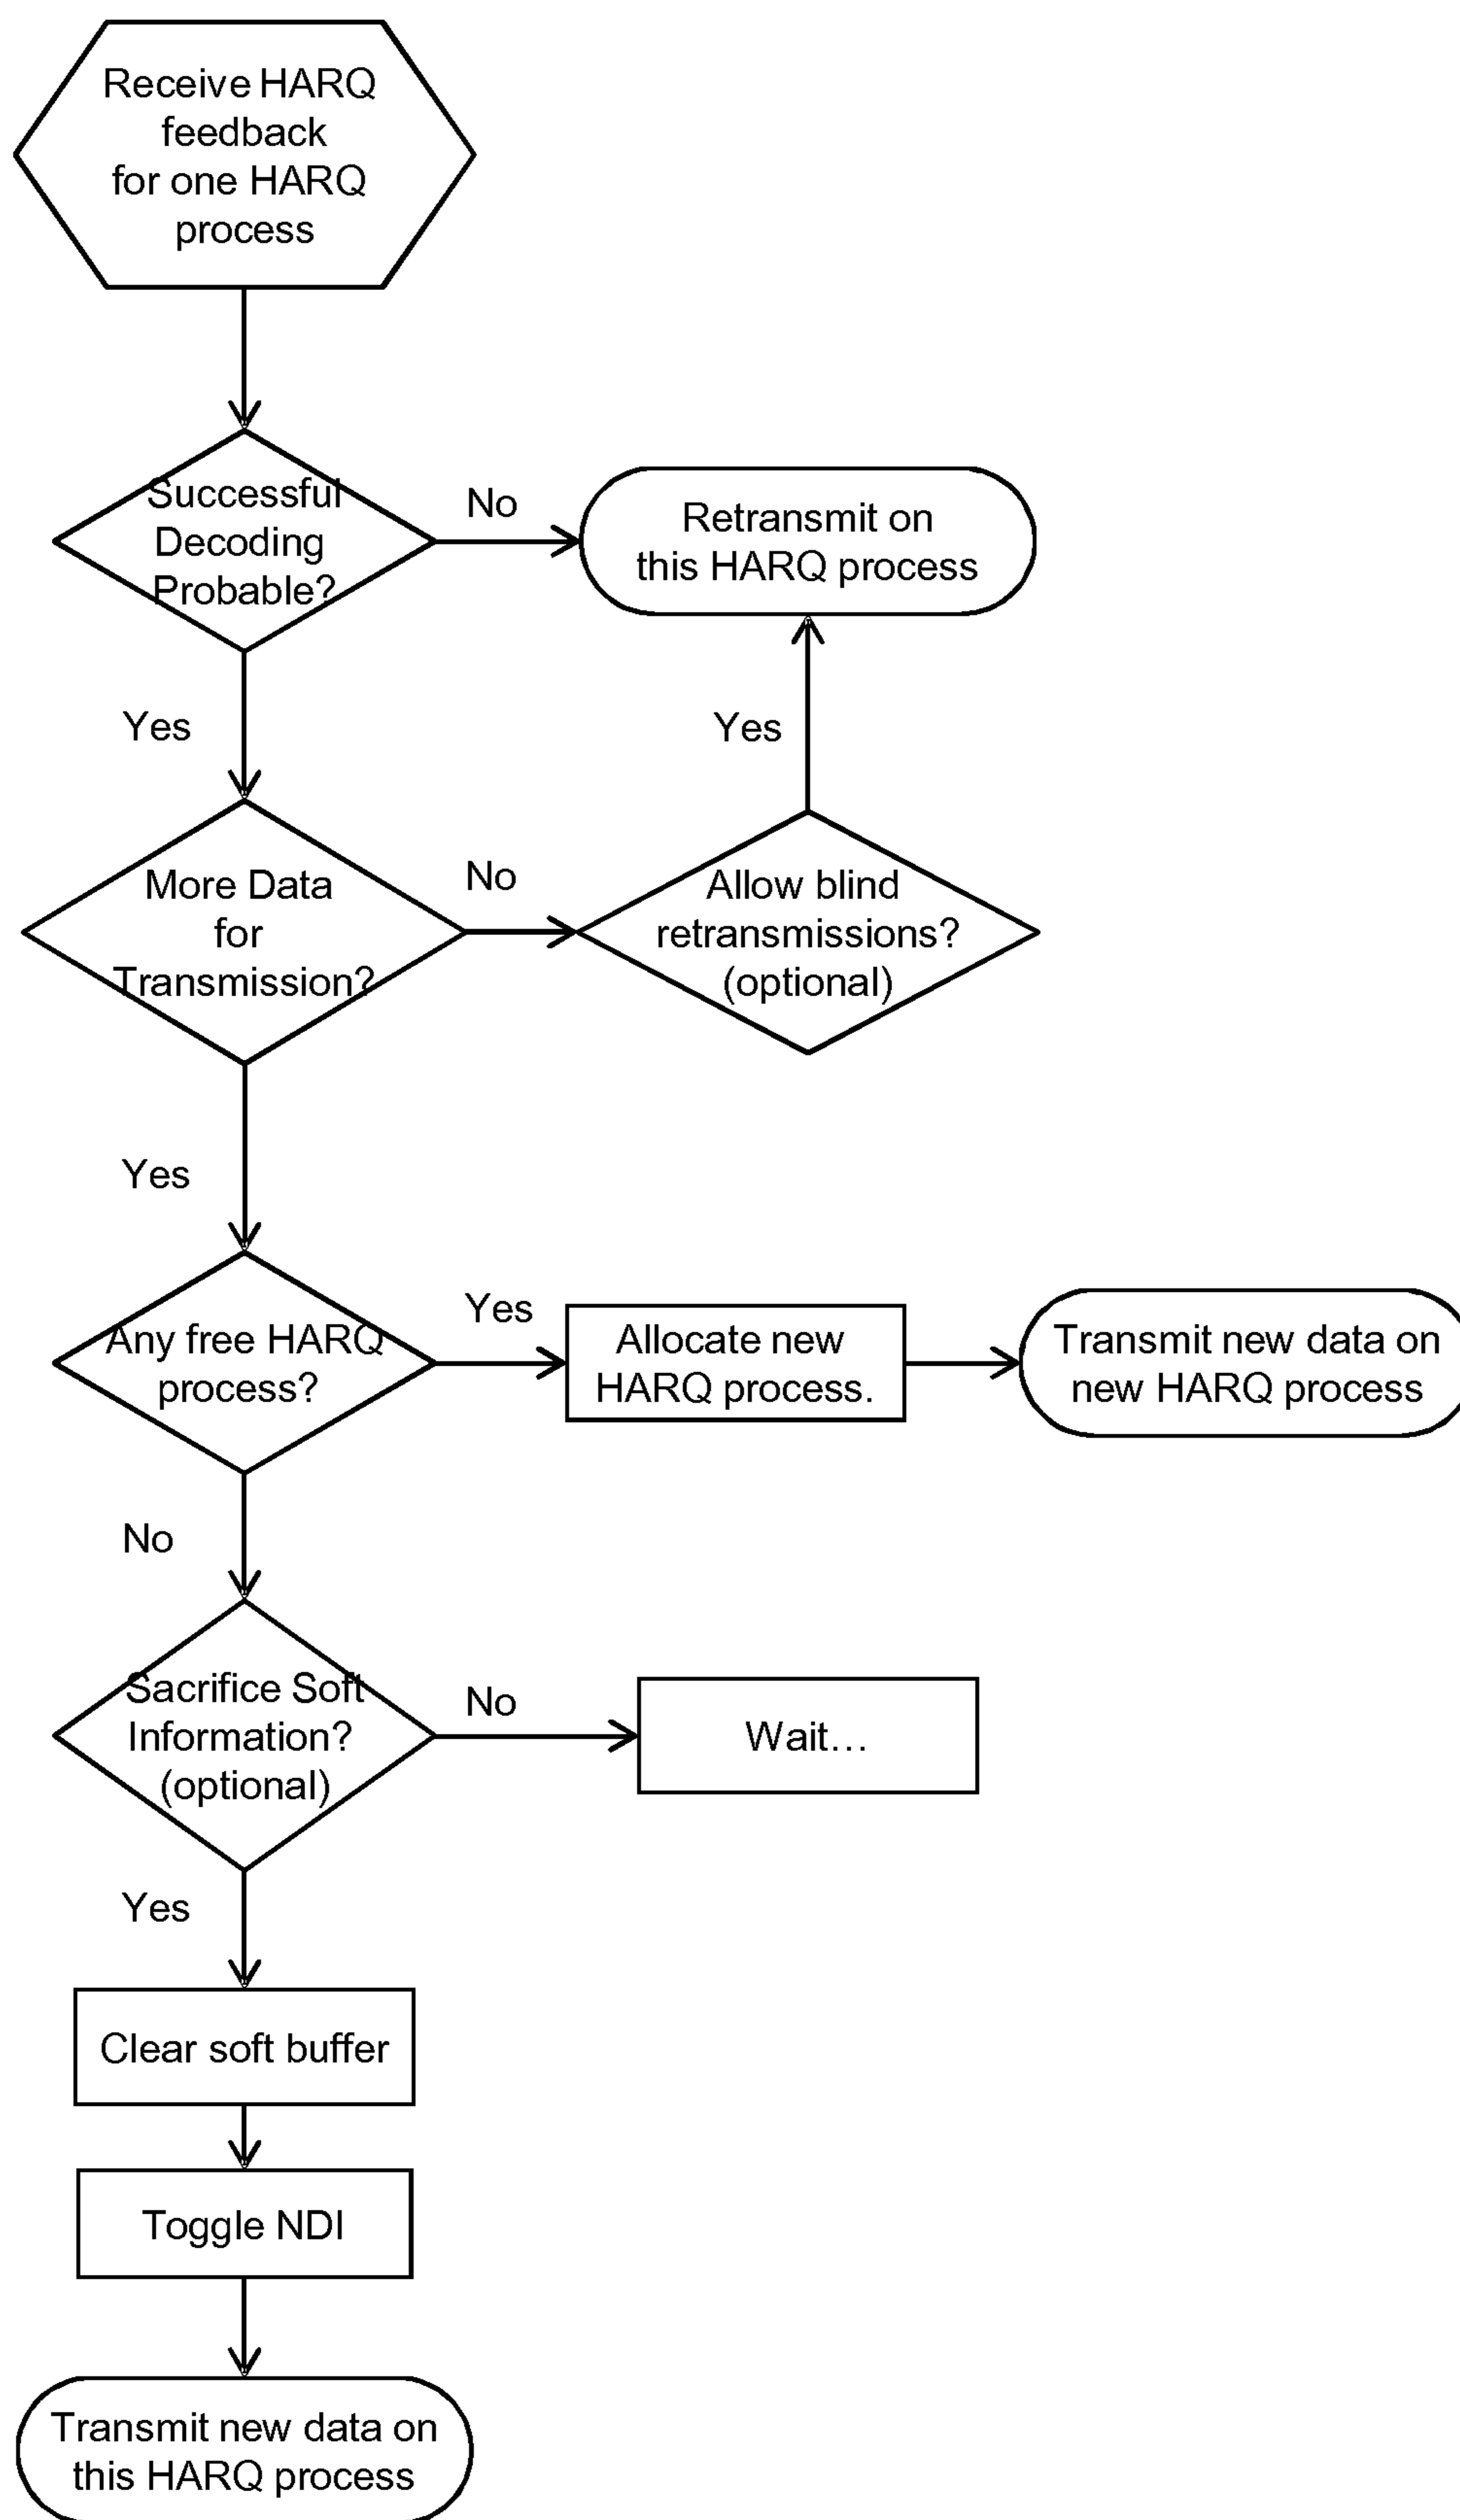 Receive HARQ
feedback
for one HARQ
process
Successful
Decoding
Probable?
No
Retransmit on
this HARQ process
Yes
Yes
More Data
for
Transmission?
No
Allow blind
retransmissions?
(optional)
Yes
Any free HARQ
process?
Yes
Allocate new
HARQ process.
Transmit new data on
new HARQ process
No
Sacrifice Soft
Information?
(optional)
No
Wait…
Yes
Clear soft buffer
Toggle NDI
Transmit new data on
this HARQ process